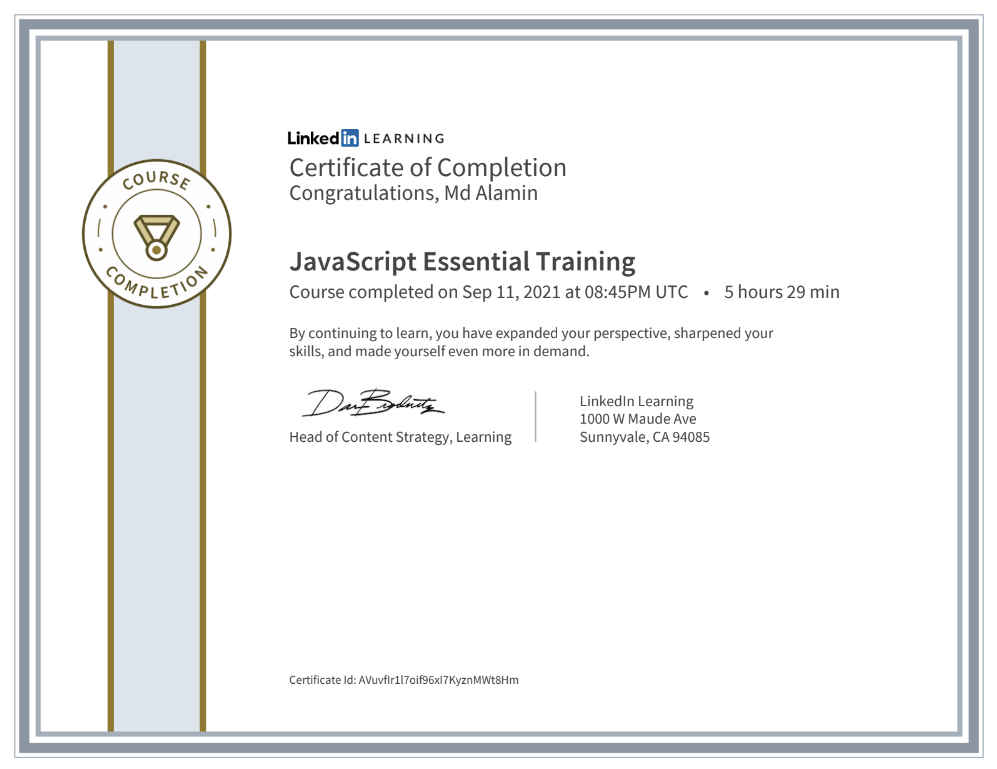 COURSE
COMPLETION
Linked in LEARNING
Certificate of Completion
Congratulations, Md Alamin
JavaScript Essential Training
Course completed on Sep 11, 2021 at 08:45PM UTC • 5 hours 29 min
By continuing to learn, you have expanded your perspective, sharpened your
skills, and made yourself even more in demand.
Head of Content Strategy, Learning
LinkedIn Learning
1000 W Maude Ave
Sunnyvale, CA 94085